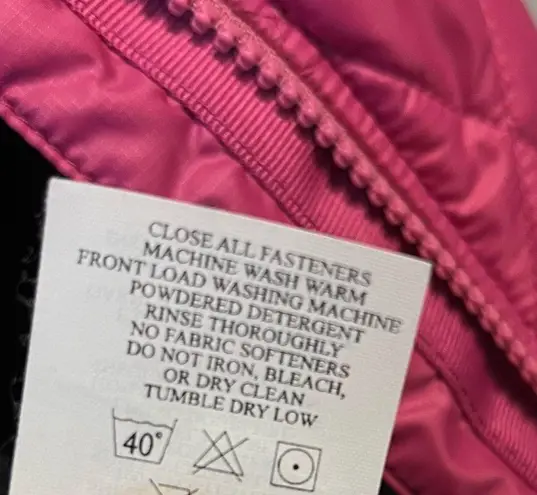 CLOSE ALL FASTENERS
MACHINE WASH WARM
FRONT LOAD WASHING MACHINE
POWDERED DETERGENT
RINSE THOROUGHLY
NO FABRIC SOFTENERS
DO NOT IRON, BLEACH,
OR DRY CLEAN
TUMBLE DRY LOW
40°